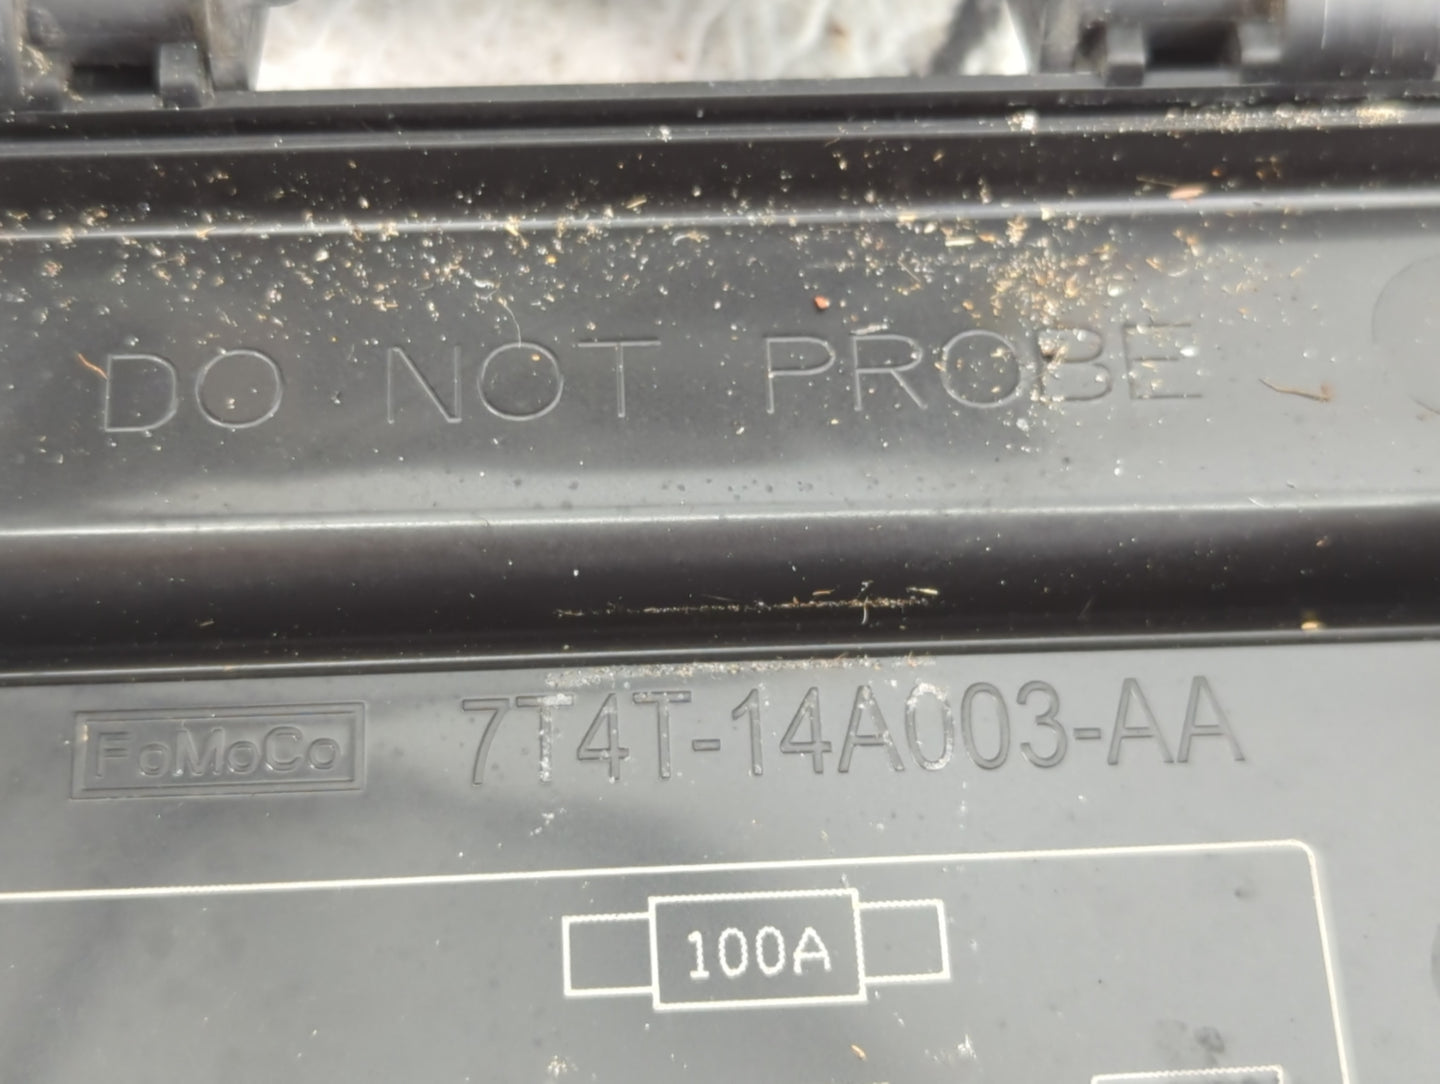 DO NOT PROBE
FoMoCo 7T4T-14A003-AA
100A